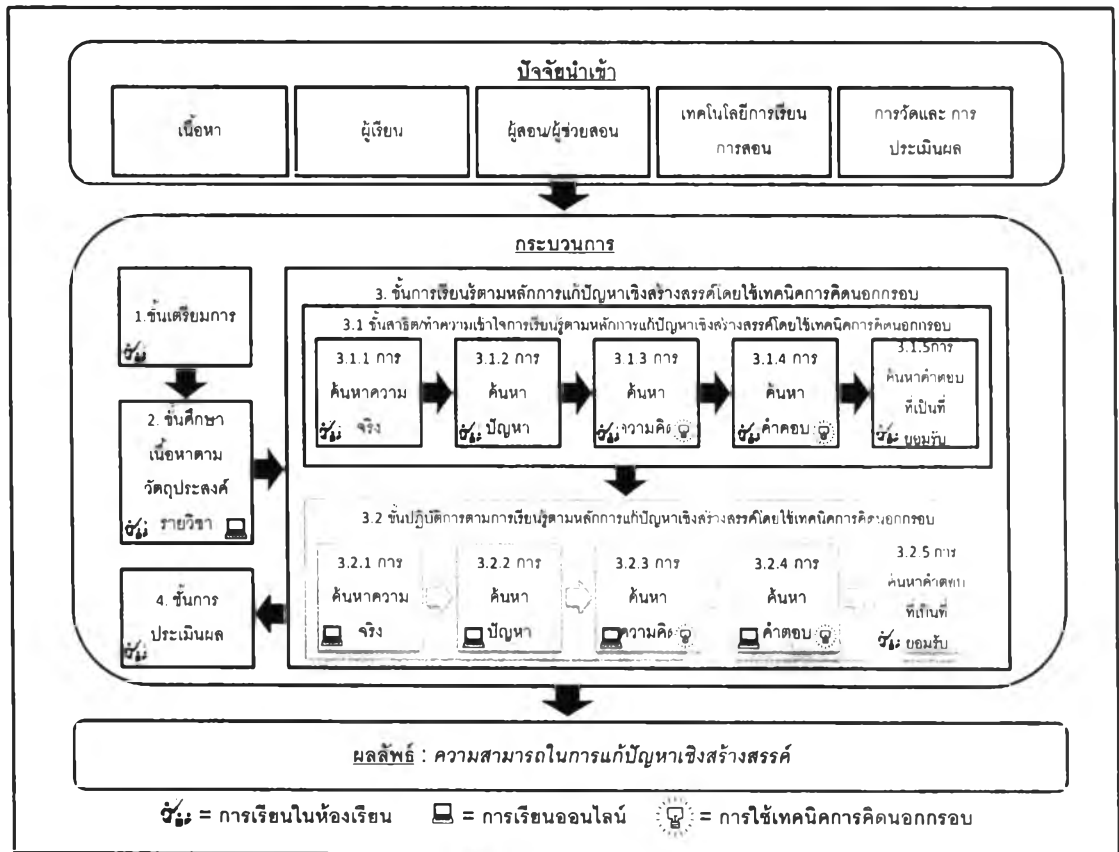 ปัจจัยนำเข้า
เนื้อหา
ผู้เรียน
ผู้สอน/ผู้ช่วยสอน
เทคโนโลยีการเรียน
การสอน
การวัดและ การ
ประเมินผล
กระบวนการ
1.ขั้นเตรียมการ
2. ขั้นศึกษา
เนื้อหาตาม
วัตถุประสงค์
รายวิชา
4. ขั้นการ
ประเมินผล
3. ขั้นการเรียนรู้ตามหลักการแก้ปัญหาเชิงสร้างสรรค์โดยใช้เทคนิคการคิดนอกกรอบ
3.1 ขั้นสาธิต/ทำความเข้าใจการเรียนรู้ตามหลักการแก้ปัญหาเชิงสร้างสรรค์โดยใช้เทคนิคการคิดนอกกรอบ
3.1.1 การ
ค้นหาความ
จริง
3.1.2 การ
ค้นหา
ปัญหา
3.1.3 การ
ค้นหา
ความคิด
3.1.4 การ
ค้นหา
คำตอบ
3.1.5การ
ค้นหาคำตอบ
ที่เป็นที่
ยอมรับ
3.2 ขั้นปฏิบัติการตามการเรียนรู้ตามหลักการแก้ปัญหาเชิงสร้างสรรค์โดยใช้เทคนิคการคิดนอกกรอบ
3.2.1 การ
ค้นหาความ
จริง
3.2.2 การ
ค้นหา
ปัญหา
3.2.3 การ
ค้นหา
ความคิด
3.2.4 การ
ค้นหา
คำตอบ
3.2.5 การ
ค้นหาคำตอบ
ที่เป็นที่
ยอมรับ
ผลลัพธ์ : ความสามารถในการแก้ปัญหาเชิงสร้างสรรค์
= การเรียนในห้องเรียน
= การเรียนออนไลน์
= การใช้เทคนิคการคิดนอกกรอบ